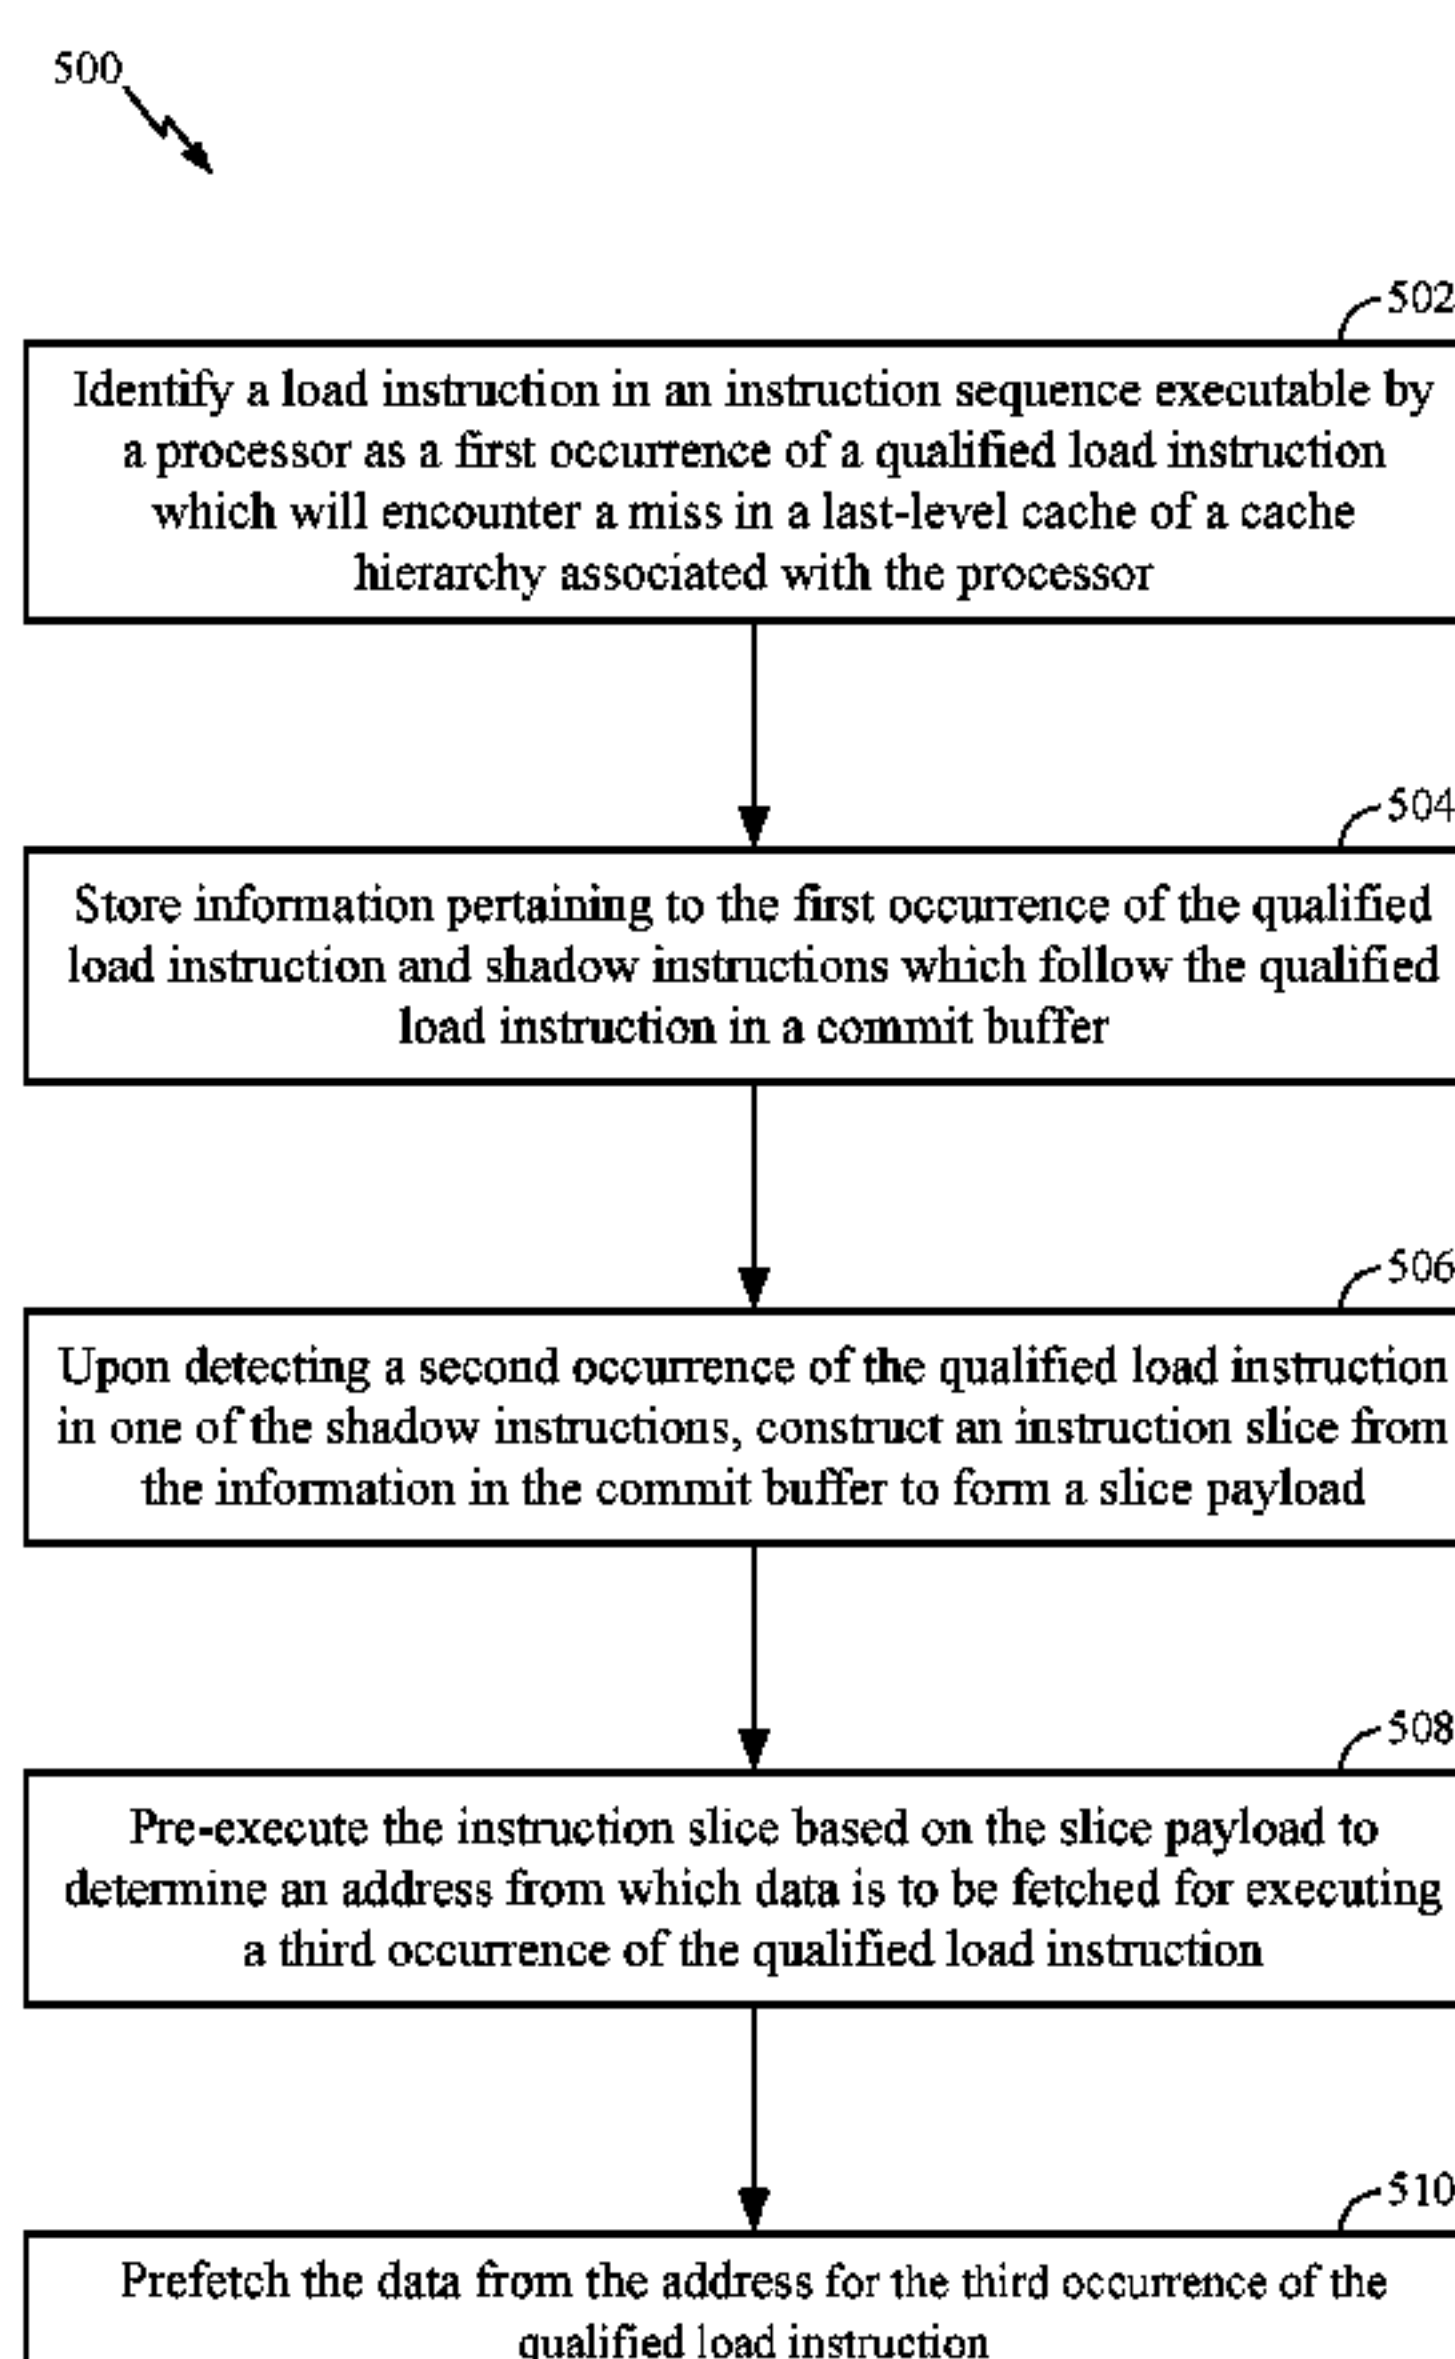 500
502
Identify a load instruction in an instruction sequence executable by
a processor as a first occurrence of a qualified load instruction
which will encounter a miss in a last-level cache of a cache
hierarchy associated with the processor
504
Store information pertaining to the first occurrence of the qualified
load instruction and shadow instructions which follow the qualified
load instruction in a commit buffer
506
Upon detecting a second occurrence of the qualified load instruction
in one of the shadow instructions, construct an instruction slice from
the information in the commit buffer to form a slice payload
508
Pre-execute the instruction slice based on the slice payload to
determine an address from which data is to be fetched for executing
a third occurrence of the qualified load instruction
510
Prefetch the data from the address for the third occurrence of the
qualified load instruction